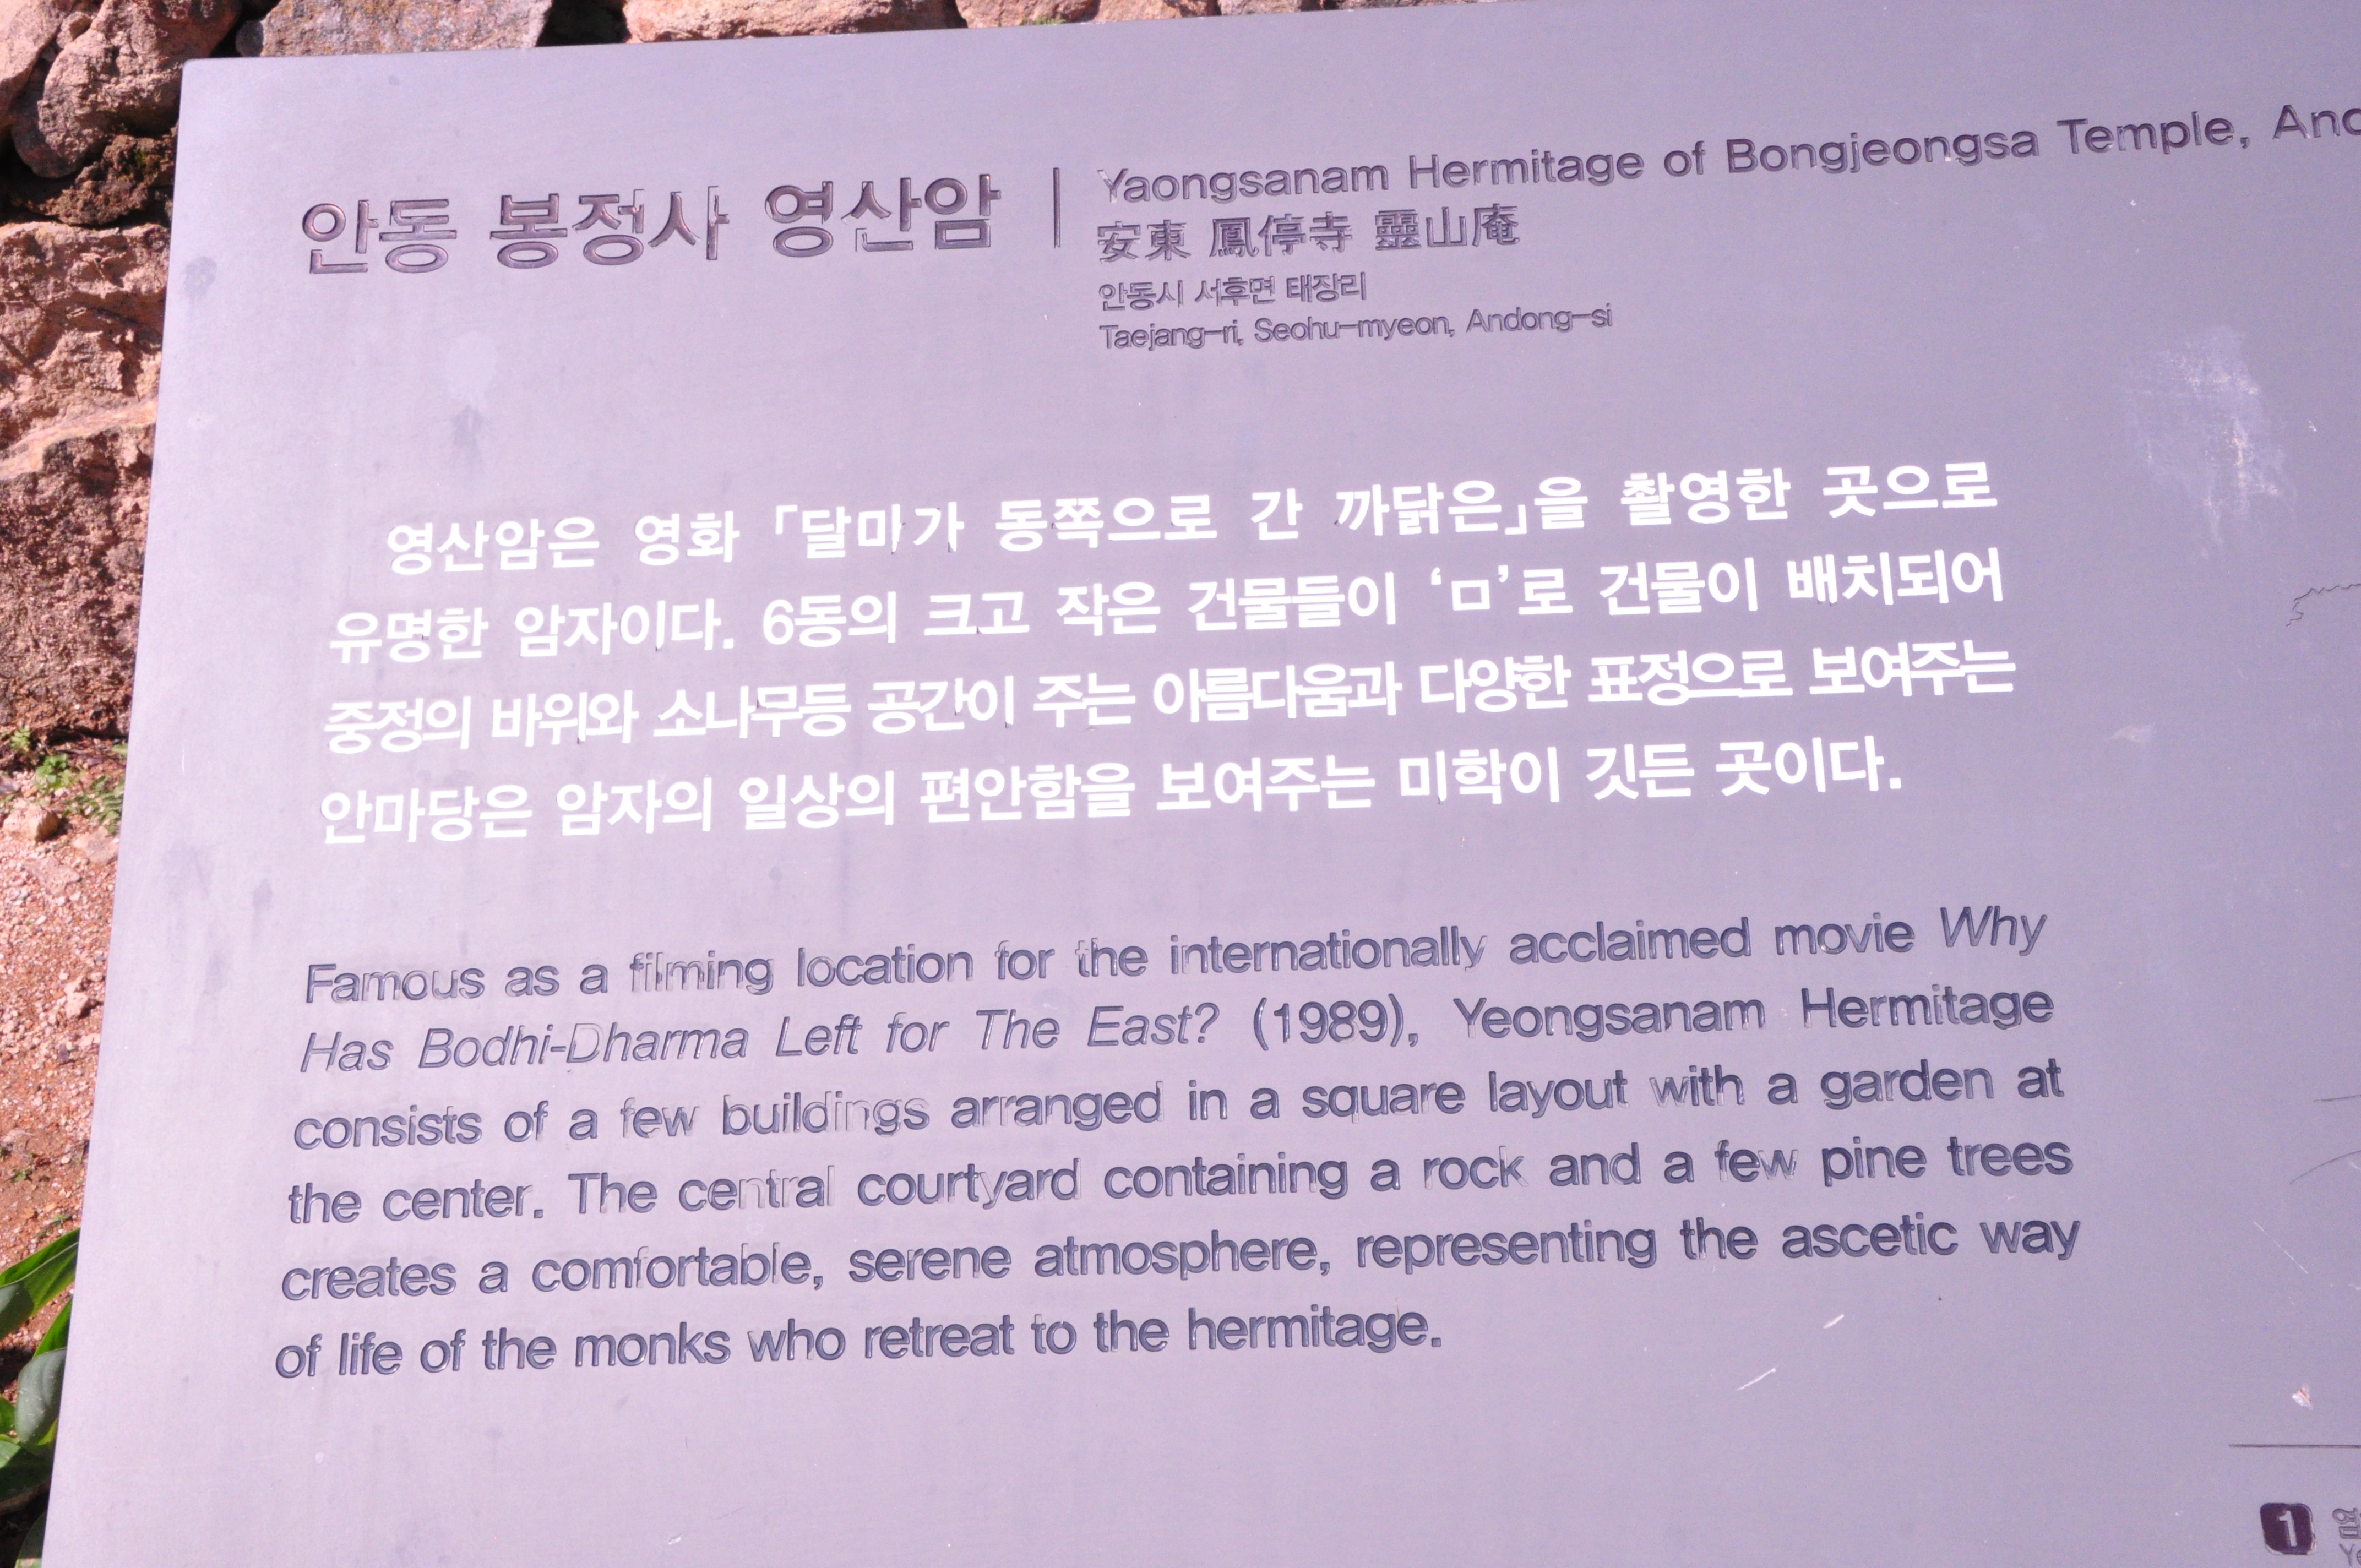 안동 봉정사 영산암
Yaongsanam Hermitage of Bongjeongsa Temple,
安東 鳳停寺 靈山庵
안동시 서후면 태장리
Taejang-ri, Seohu-myeon, Andong-si
영산암은 영화 「달마가 동쪽으로 간 까닭은」을 촬영한 곳으로
유명한 암자이다. 6동의 크고 작은 건물들이 ‘ㅁ’로 건물이 배치되어
중정의 바위와 소나무등 공간이 주는 아름다움과 다양한 표정으로 보여주는
안마당은 암자의 일상의 편안함을 보여주는 미학이 깃든 곳이다.
Famous as a filming location for the internationally acclaimed movie Why
Has Bodhi-Dharma Left for The East? (1989), Yeongsanam Hermitage
consists of a few buildings arranged in a square layout with a garden at
the center. The central courtyard containing a rock and a few pine trees
creates a comfortable, serene atmosphere, representing the ascetic way
of life of the monks who retreat to the hermitage.
1